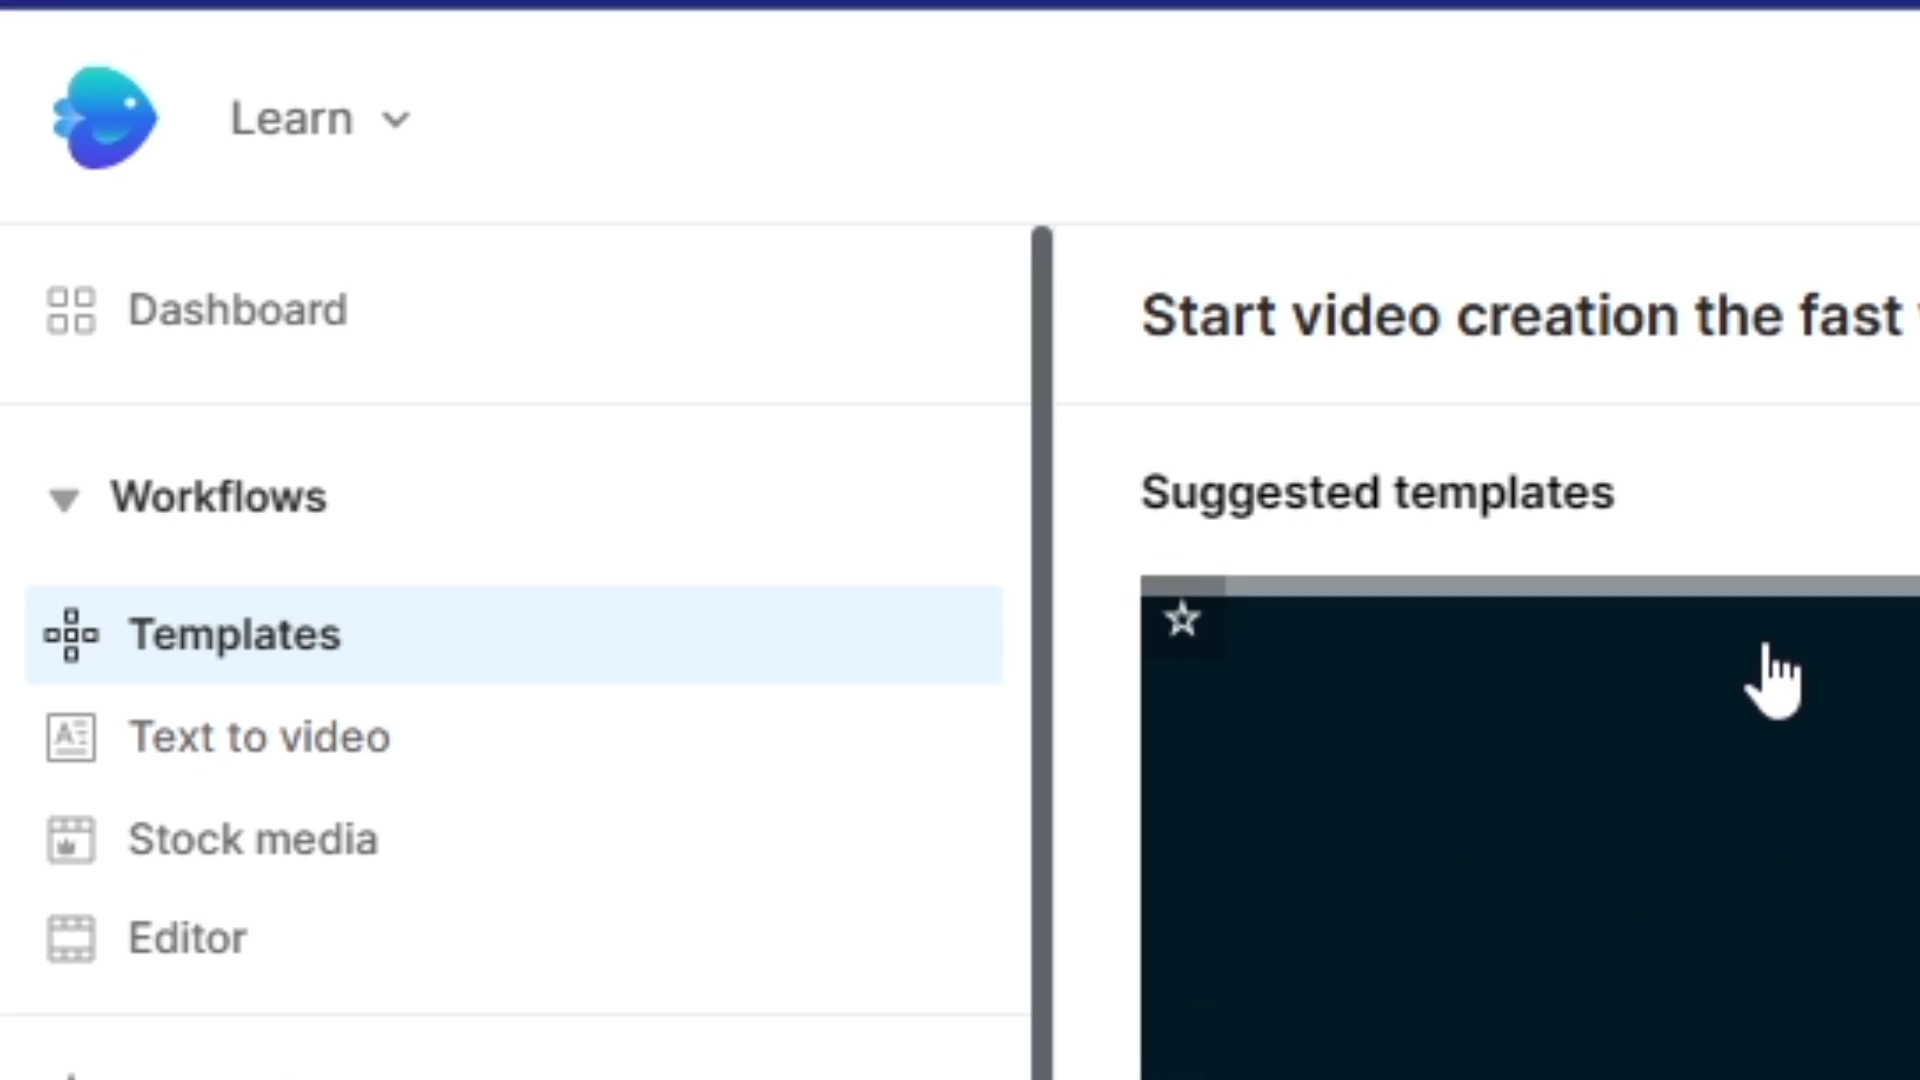 Learn
Dashboard
Start video creation the fast
Workflows
Suggested templates
Templates
Text to video
Stock media
Editor